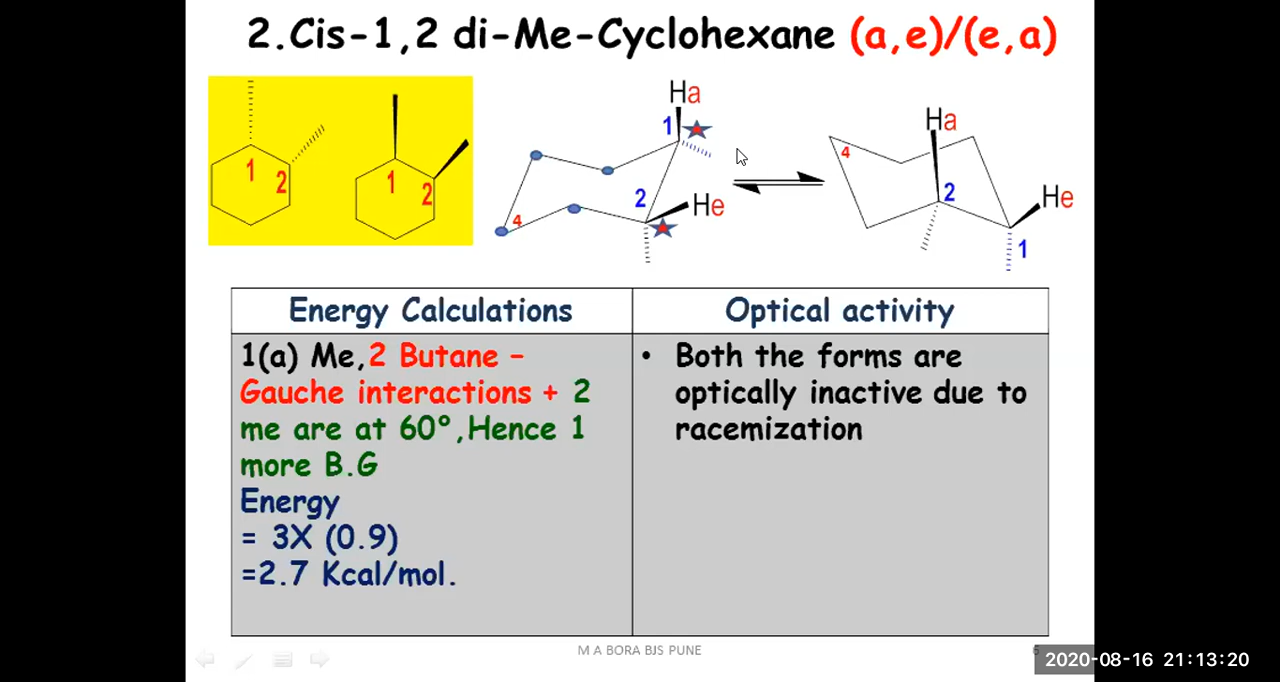 2.Cis-1,2 di-Me-Cyclohexane (a,e)/(e,a)
1 2
1 2
Ha
1
2
He
4
Ha
4
2
He
1
Energy Calculations
1(a) Me,2 Butane –
Gauche interactions + 2
me are at 60°,Hence 1
more B.G
Energy
= 3X (0.9)
=2.7 Kcal/mol.
Optical activity
• Both the forms are
optically inactive due to
racemization
M A BORA BJS PUNE
2020-08-16 21:13:20